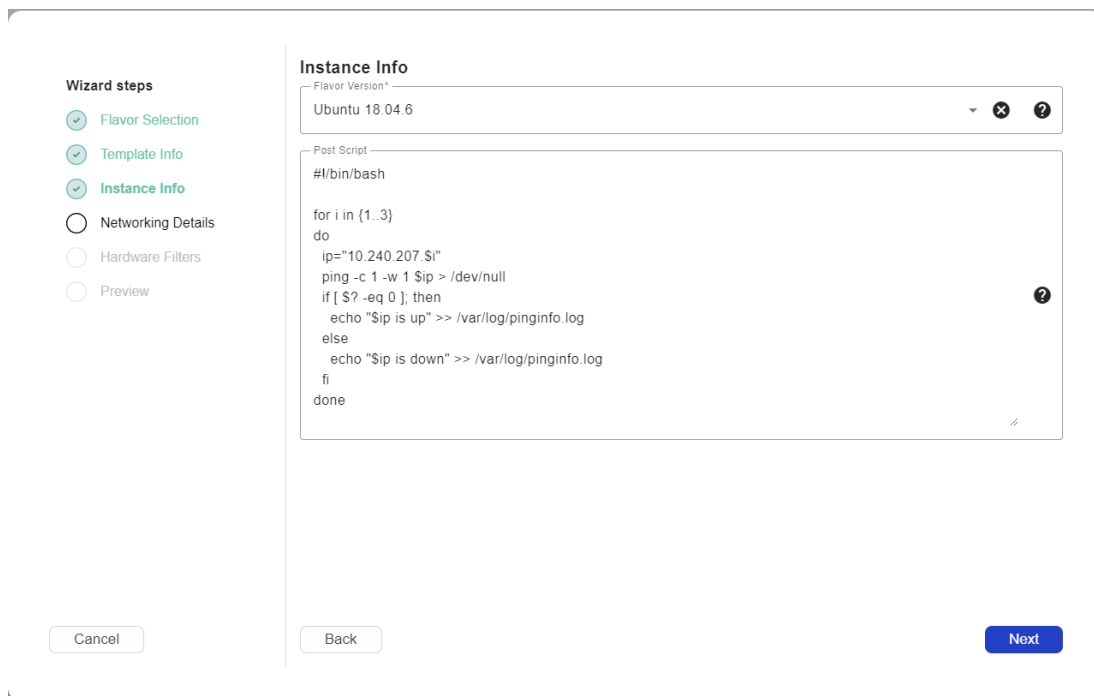 Wizard steps
Flavor Selection
Template Info
Instance Info
Networking Details
Hardware Filters
Preview
Cancel
Instance Info
Flavor Version*
Ubuntu 18.04.6
Post Script
#!/bin/bash
for i in {1..3}
do
ip="10.240.207.$i"
ping -c 1 -w 1 $ip > /dev/null
if [ $? -eq 0 ]; then
echo "$ip is up" >> /var/log/pinginfo.log
else
echo "$ip is down" >> /var/log/pinginfo.log
fi
done
Back
Next